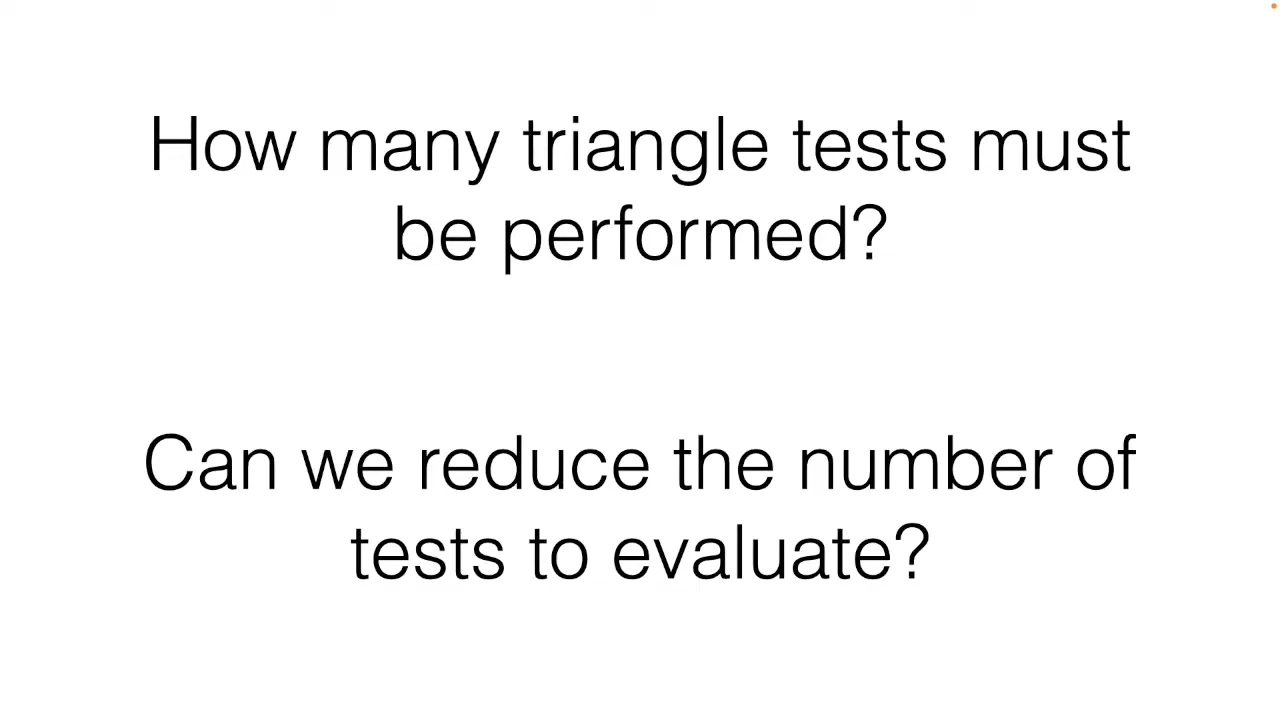 How many triangle tests must
be performed?
Can we reduce the number of
tests to evaluate?